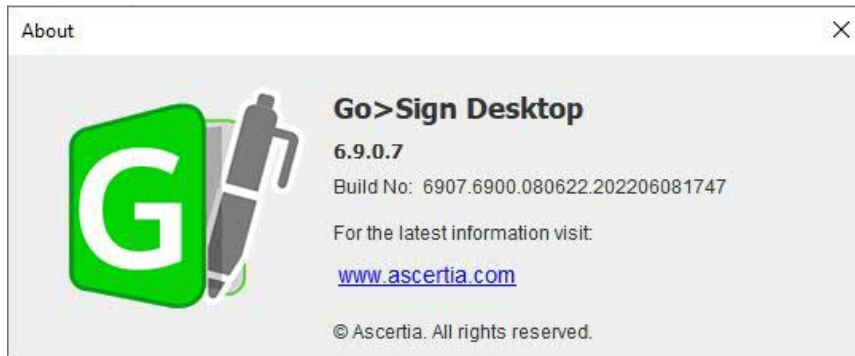 About
G
Go>Sign Desktop
6.9.0.7
Build No: 6907.6900.080622.202206081747
For the latest information visit:
www.ascertia.com
© Ascertia. All rights reserved.